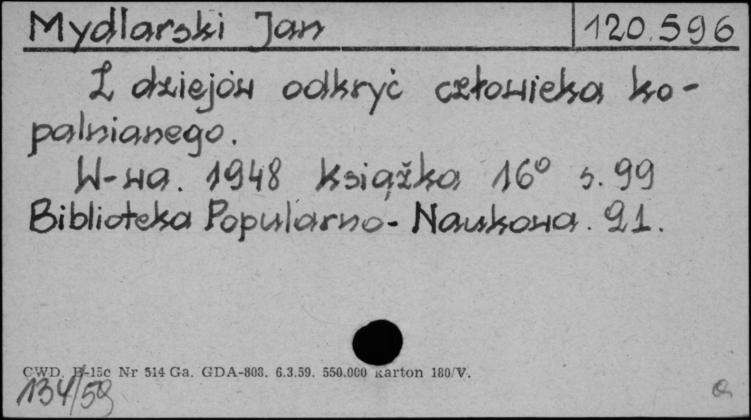 Mydlarski Jan 120.596
Z dziejów odkryć człowieka ko-
palnianego.
W-wa. 1948 Książka 16° s. 99
Biblioteka Popularno-Naukowa. 21.
CWD. H-15c Nr 514 Ga. GDA-808. 6.3.59. 550.000 karton 180/V.
134/59